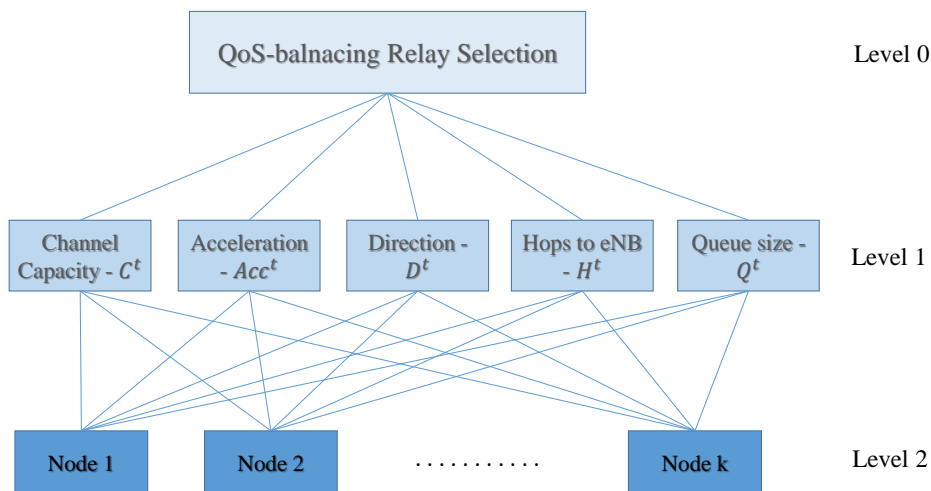 QoS-balnacing Relay Selection
Level 0
Channel
Capacity - C^t
Acceleration
- Acc^t
Direction -
D^t
Hops to eNB
- H^t
Queue size -
Q^t
Level 1
Node 1
Node 2
. . . . . . . . . . .
Node k
Level 2